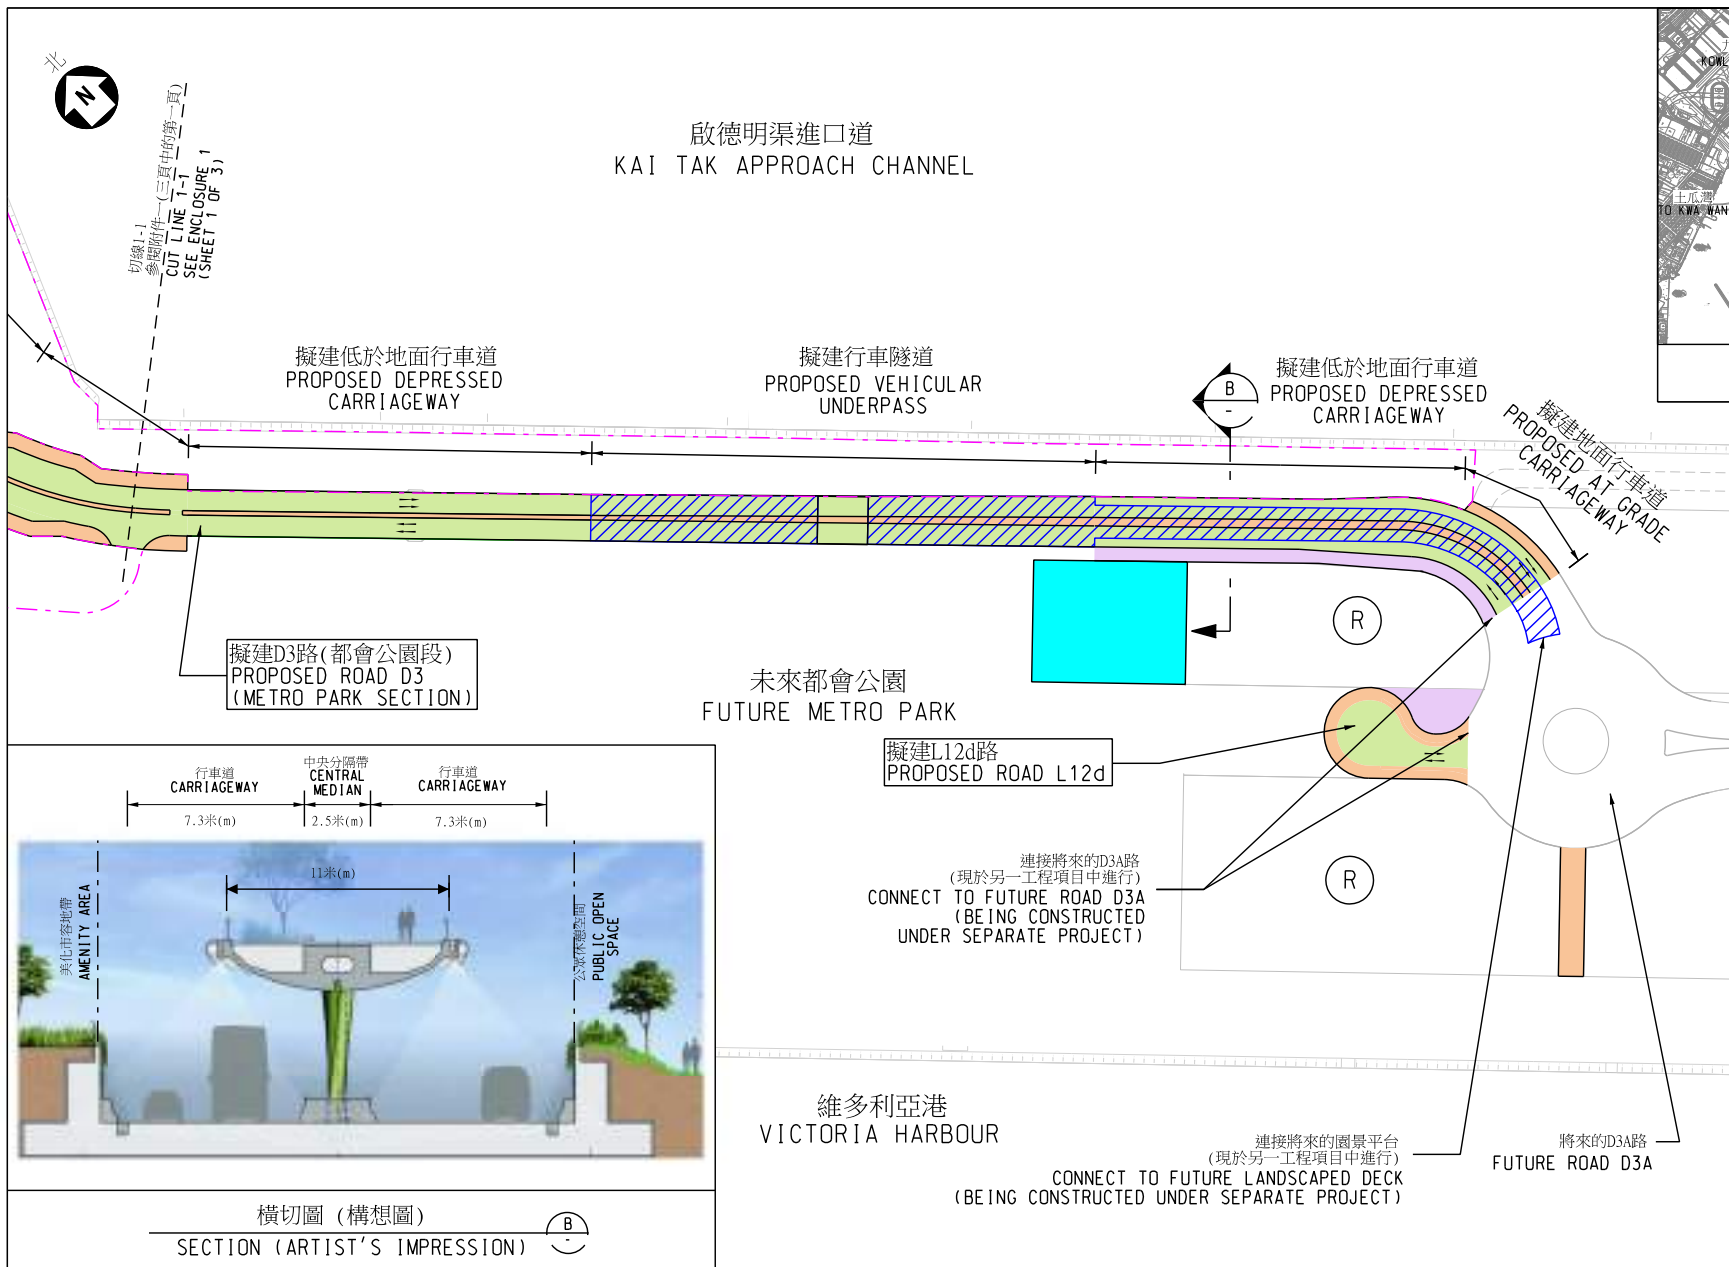 北
N
切線1-1
參閱附件一(三頁中的第一頁)
CUT LINE 1-1
SEE ENCLOSURE 1
(SHEET 1 OF 3)
啟德明渠進口道
KAI TAK APPROACH CHANNEL
土瓜灣
擬建低於地面行車道
PROPOSED DEPRESSED
CARRIAGEWAY
擬建行車隧道
PROPOSED VEHICULAR
UNDERPASS
B
-
擬建低於地面行車道
PROPOSED DEPRESSED
CARRIAGEWAY
擬建地面行車道
PROPOSED AT GRADE
CARRIAGEWAY
擬建D3路(都會公園段)
PROPOSED ROAD D3
(METRO PARK SECTION)
未來都會公園
FUTURE METRO PARK
R
擬建L12d路
PROPOSED ROAD L12d
連接將來的D3A路
(現於另一工程項目中進行)
CONNECT TO FUTURE ROAD D3A
(BEING CONSTRUCTED
UNDER SEPARATE PROJECT)
R
維多利亞港
VICTORIA HARBOUR
連接將來的園景平台
(現於另一工程項目中進行)
CONNECT TO FUTURE LANDSCAPED DECK
(BEING CONSTRUCTED UNDER SEPARATE PROJECT)
將來的D3A路
FUTURE ROAD D3A
行車道
CARRIAGEWAY
7.3米(m)
中央分隔帶
CENTRAL
MEDIAN
2.5米(m)
行車道
CARRIAGEWAY
7.3米(m)
11米(m)
美化市容地帶
AMENITY AREA
公眾休憩空間
PUBLIC OPEN
SPACE
橫切圖 (構想圖)
SECTION (ARTIST'S IMPRESSION)
B
-